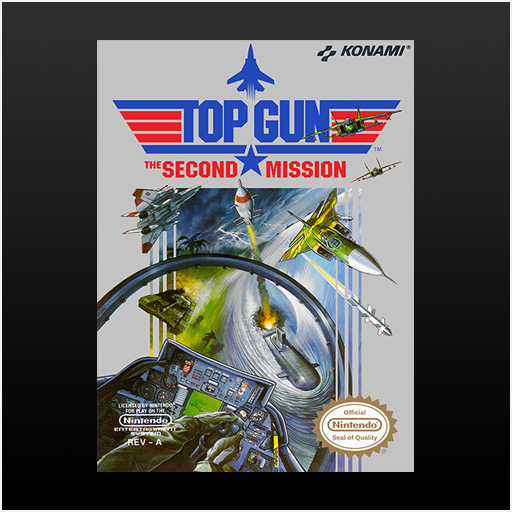 KONAMI®
TOP GUN
TM
THE SECOND MISSION
LICENSED BY NINTENDO
FOR PLAY ON THE
Nintendo
ENTERTAINMENT
SYSTEM
REV-A
Official
Nintendo
Seal of Quality
®